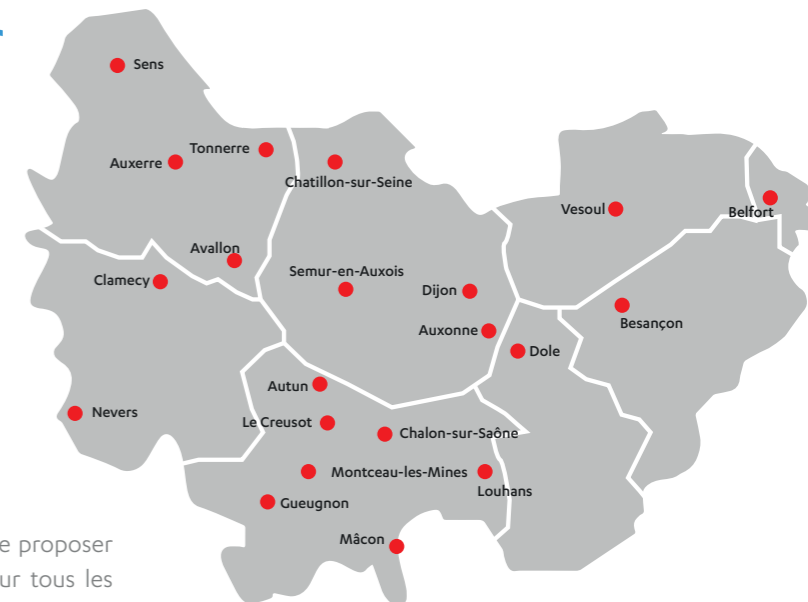 Sens
Tonnerre
Auxerre
Chatillon-sur-Seine
Vesoul
Belfort
Avallon
Clamecy
Semur-en-Auxois
Dijon
Auxonne
Besançon
Dole
Autun
Nevers
Le Creusot
Chalon-sur-Saône
Montceau-les-Mines
Louhans
Gueugnon
Mâcon
proposer
tous les